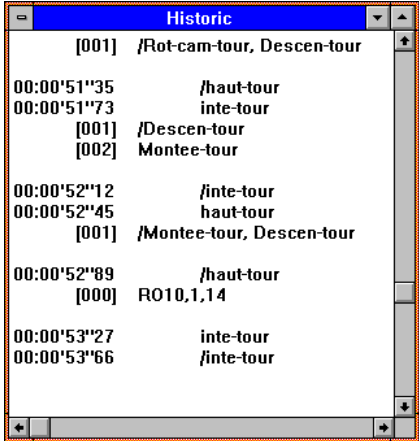 Historic
[001] /Rot-cam-tour, Descen-tour
00:00'51"35 /haut-tour
00:00'51"73 inte-tour
[001] /Descen-tour
[002] Montee-tour
00:00'52"12 /inte-tour
00:00'52"45 haut-tour
[001] /Montee-tour, Descen-tour
00:00'52"89 /haut-tour
[000] RO10,1,14
00:00'53"27 inte-tour
00:00'53"66 /inte-tour